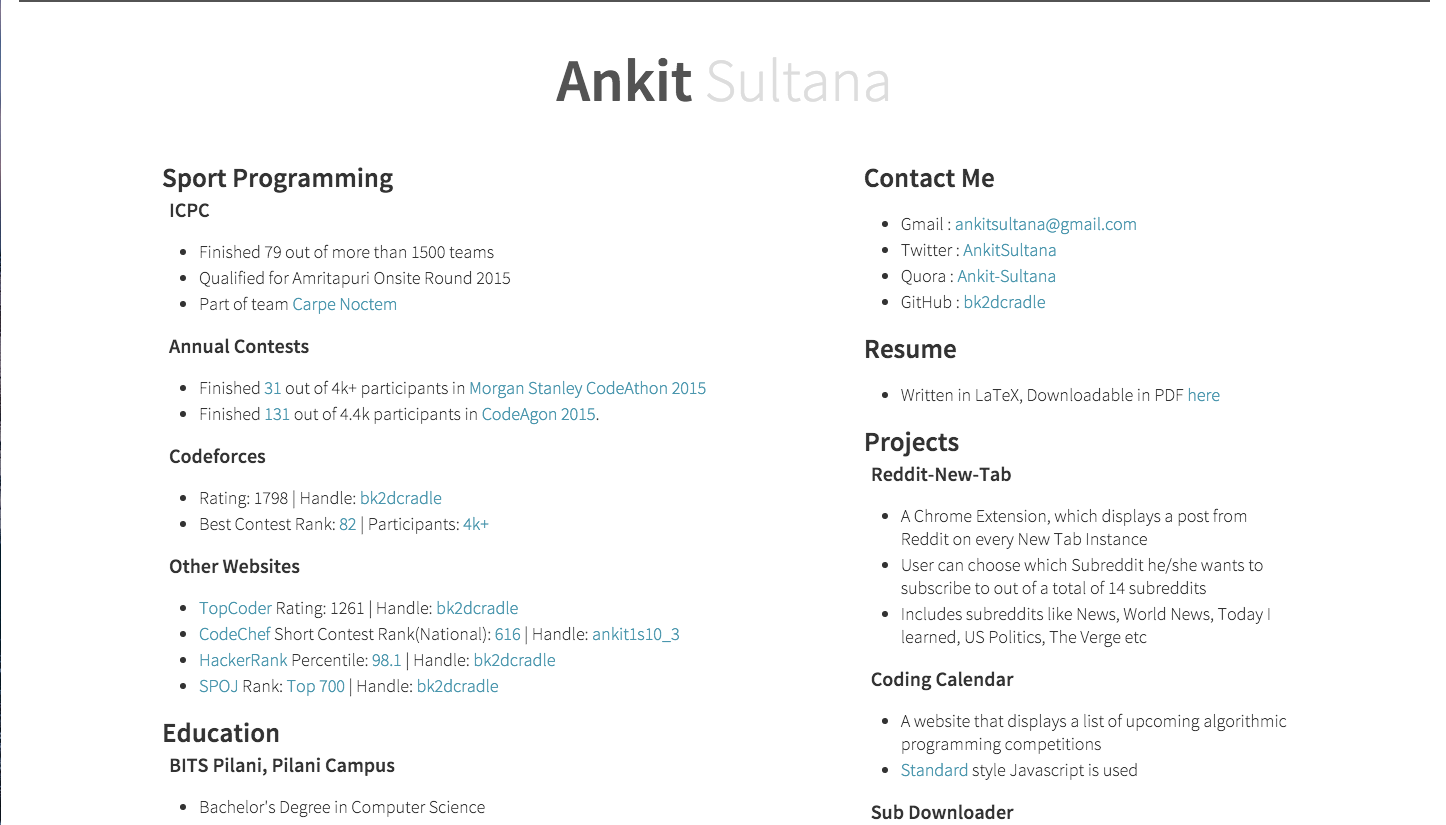 Ankit Sultana
Sport Programming
ICPC
Finished 79 out of more than 1500 teams
Qualified for Amritapuri Onsite Round 2015
Part of team Carpe Noctem
Annual Contests
Finished 31 out of 4k+ participants in Morgan Stanley CodeAthon 2015
Finished 131 out of 4.4k participants in CodeAgon 2015.
Codeforces
Rating: 1798 | Handle: bk2dcradle
Best Contest Rank: 82 | Participants: 4k+
Other Websites
TopCoder Rating: 1261 | Handle: bk2dcradle
CodeChef Short Contest Rank(National): 616 | Handle: ankit1s10_3
HackerRank Percentile: 98.1 | Handle: bk2dcradle
SPOJ Rank: Top 700 | Handle: bk2dcradle
Education
BITS Pilani, Pilani Campus
Bachelor's Degree in Computer Science
Contact Me
Gmail : ankitsultana@gmail.com
Twitter : AnkitSultana
Quora : Ankit-Sultana
GitHub : bk2dcradle
Resume
Written in LaTeX, Downloadable in PDF here
Projects
Reddit-New-Tab
A Chrome Extension, which displays a post from
Reddit on every New Tab Instance
User can choose which Subreddit he/she wants to
subscribe to out of a total of 14 subreddits
Includes subreddits like News, World News, Today I
learned, US Politics, The Verge etc
Coding Calendar
A website that displays a list of upcoming algorithmic
programming competitions
Standard style Javascript is used
Sub Downloader